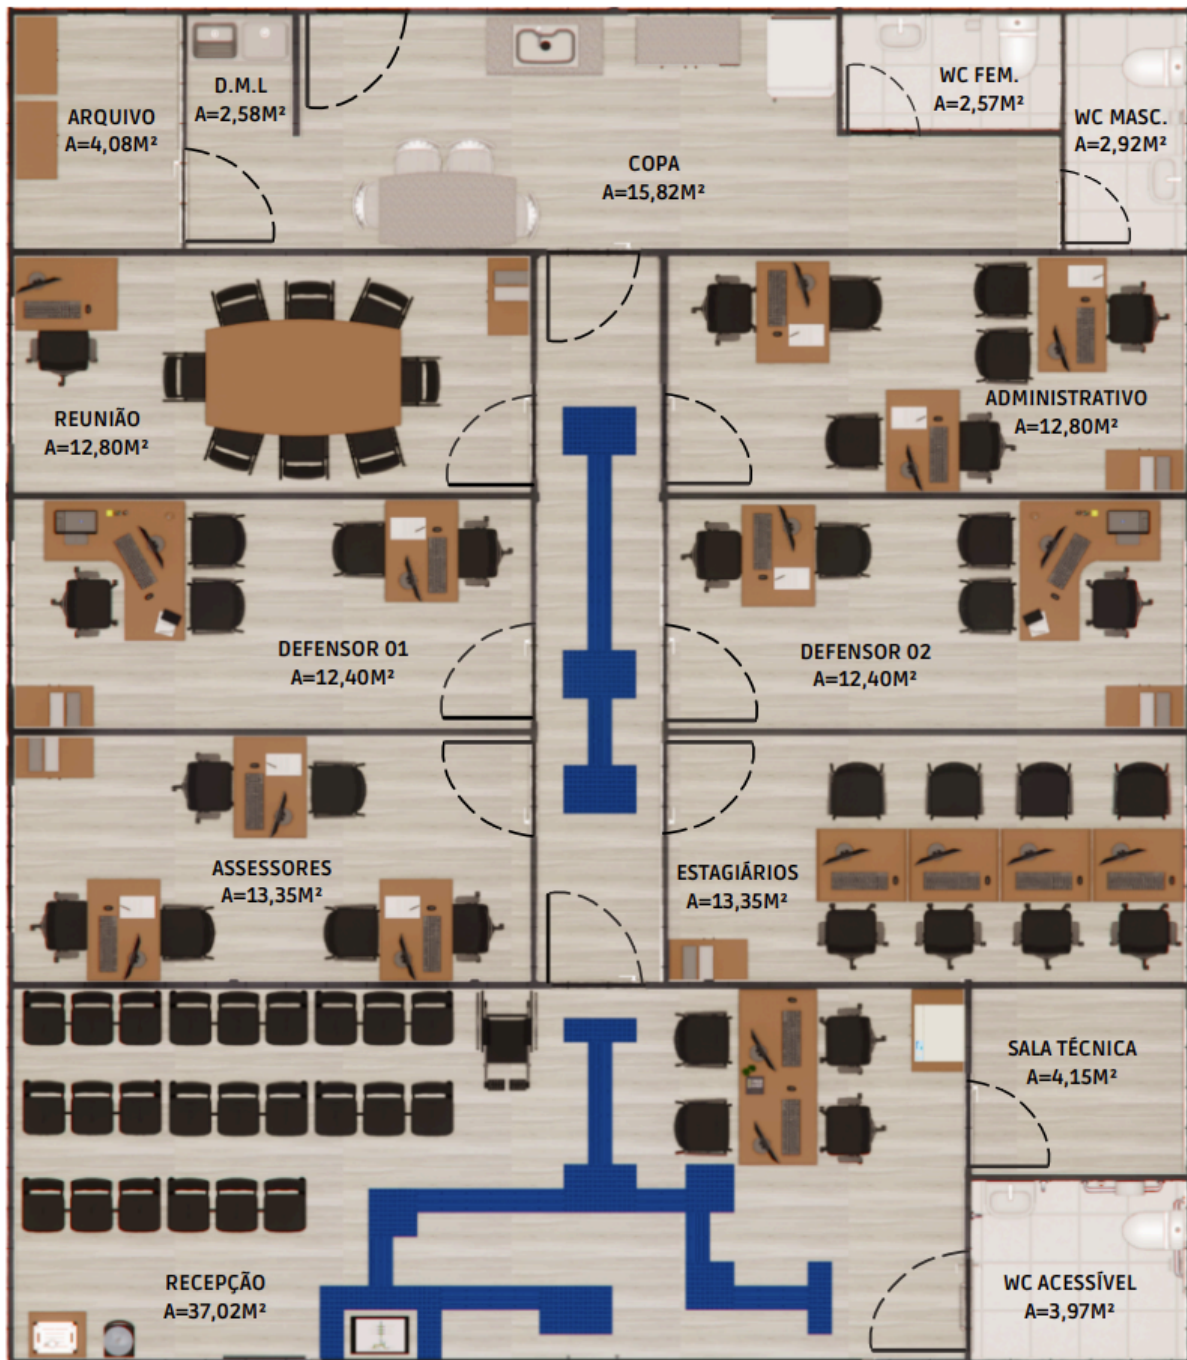 D.M.L
A=2,58M²
ARQUIVO
A=4,08M²
WC FEM.
A=2,57M²
WC MASC.
A=2,92M²
COPA
A=15,82M²
REUNIÃO
A=12,80M²
ADMINISTRATIVO
A=12,80M²
DEFENSOR 01
A=12,40M²
DEFENSOR 02
A=12,40M²
ASSESSORES
A=13,35M²
ESTAGIÁRIOS
A=13,35M²
SALA TÉCNICA
A=4,15M²
RECEPÇÃO
A=37,02M²
WC ACESSÍVEL
A=3,97M²